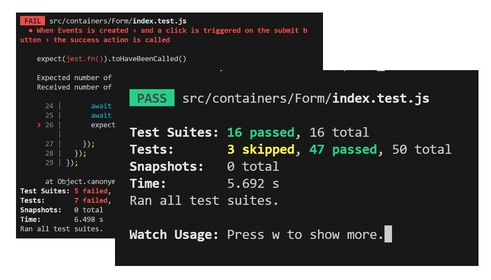 FAIL src/containers/Form/index.test.js
● When Events is created › and a click is triggered on the submit b
utton › the success action is called
expect(jest.fn()).toHaveBeenCalled()
Expected number of
Received number of
24 | await
25 | await
> 26 | expect
|
27 | });
28 | });
29 | });
at Object.<anonym
Test Suites: 5 failed,
Tests: 7 failed,
Snapshots: 0 total
Time: 6.498 s
Ran all test suites.
PASS src/containers/Form/index.test.js
Test Suites: 16 passed, 16 total
Tests: 3 skipped, 47 passed, 50 total
Snapshots: 0 total
Time: 5.692 s
Ran all test suites.
Watch Usage: Press w to show more.